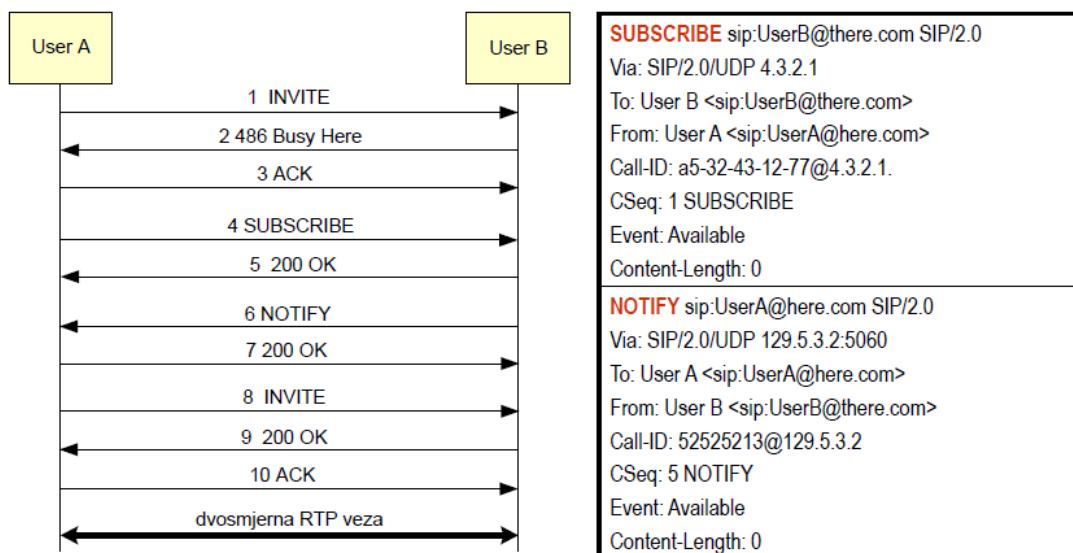 User A
User B
1 INVITE
2 486 Busy Here
3 ACK
4 SUBSCRIBE
5 200 OK
6 NOTIFY
7 200 OK
8 INVITE
9 200 OK
10 ACK
dvosmjerna RTP veza
SUBSCRIBE sip:UserB@there.com SIP/2.0
Via: SIP/2.0/UDP 4.3.2.1
To: User B <sip:UserB@there.com>
From: User A <sip:UserA@here.com>
Call-ID: a5-32-43-12-77@4.3.2.1.
CSeq: 1 SUBSCRIBE
Event: Available
Content-Length: 0
NOTIFY sip:UserA@here.com SIP/2.0
Via: SIP/2.0/UDP 129.5.3.2:5060
To: User A <sip:UserA@here.com>
From: User B <sip:UserB@there.com>
Call-ID: 52525213@129.5.3.2
CSeq: 5 NOTIFY
Event: Available
Content-Length: 0